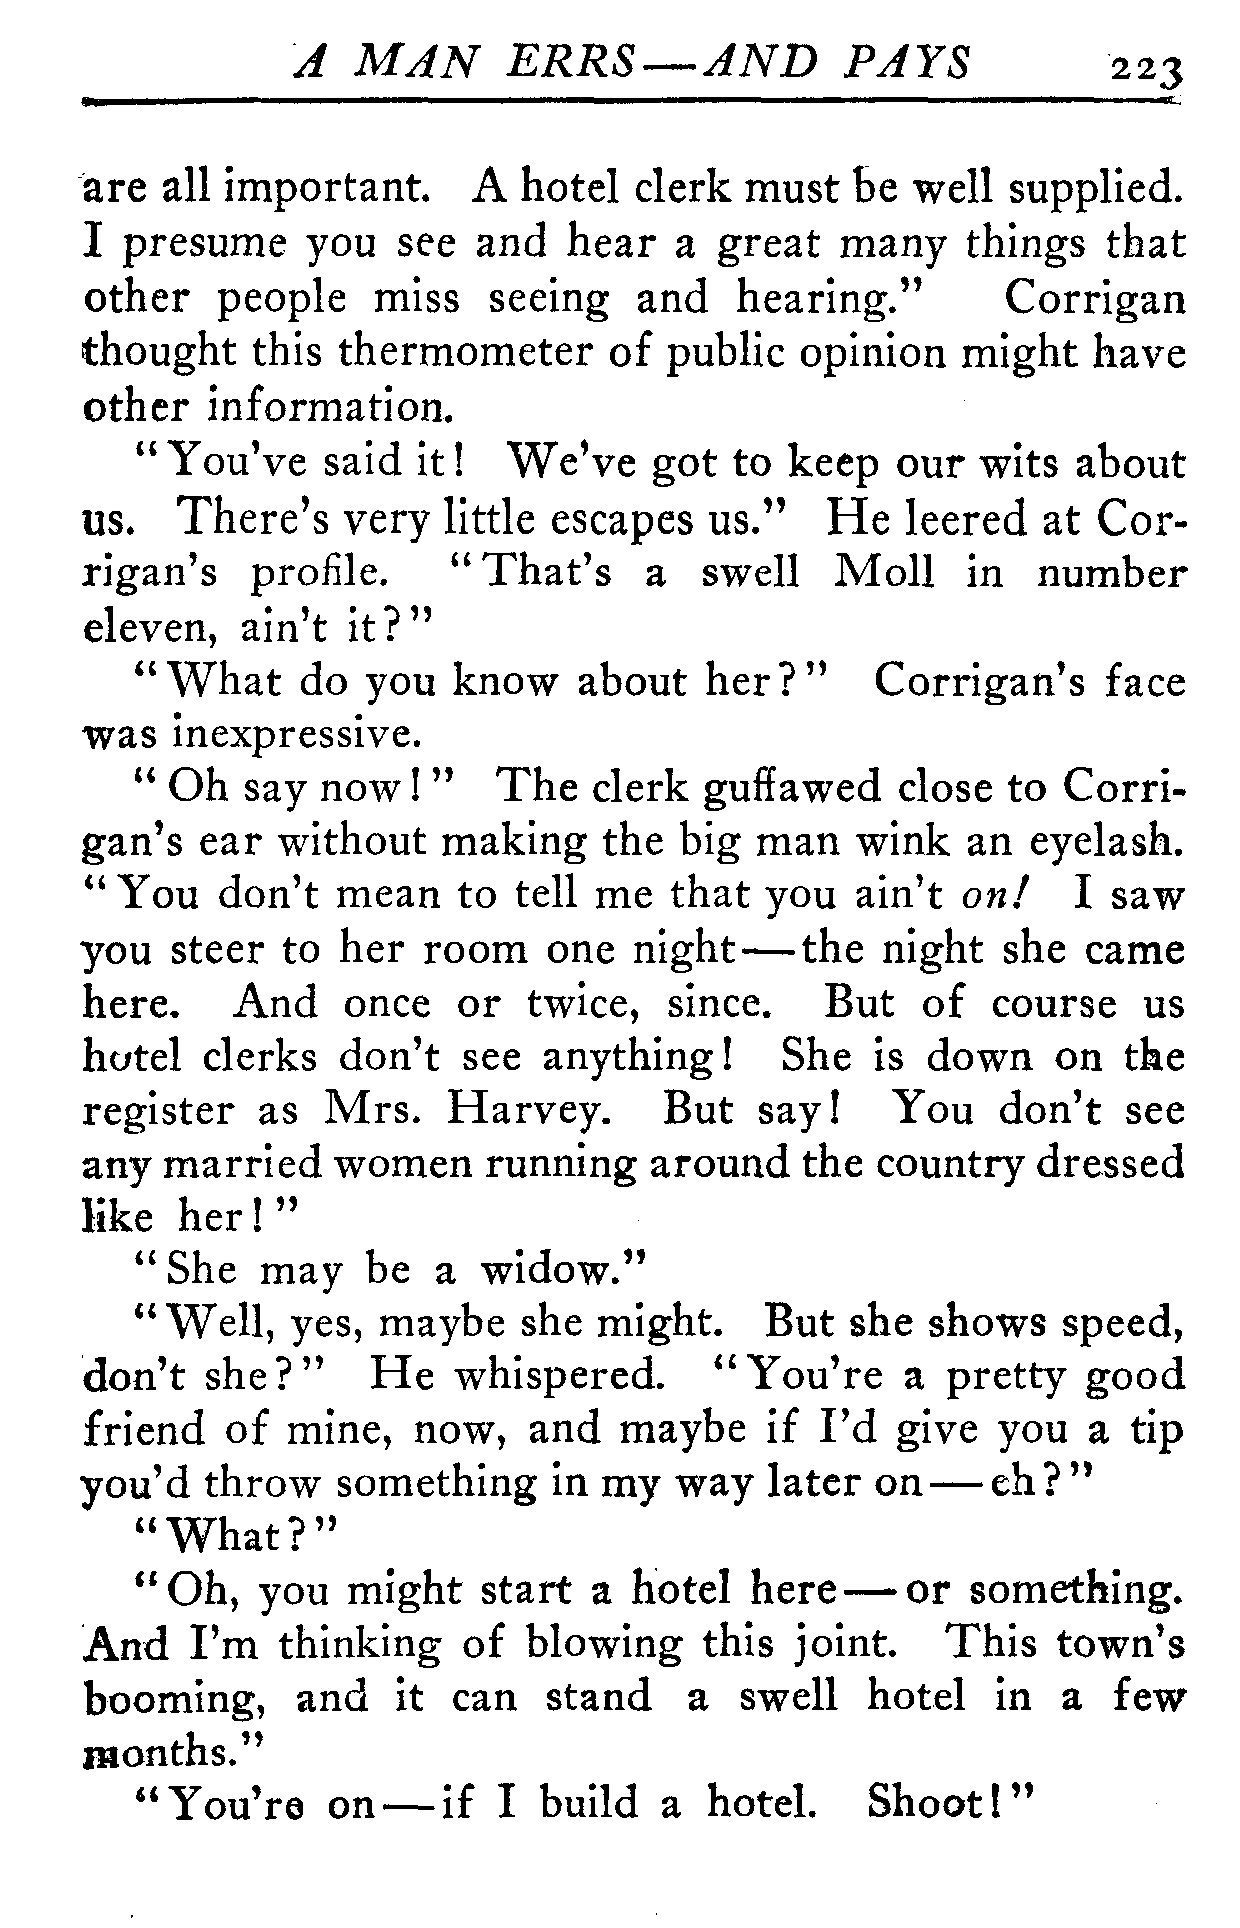 A MAN ERRS—AND PAYS 223
are all important. A hotel clerk must be well supplied.
I presume you see and hear a great many things that
other people miss seeing and hearing." Corrigan
thought this thermometer of public opinion might have
other information.
"You've said it! We've got to keep our wits about
us. There's very little escapes us." He leered at Cor-
rigan's profile. "That's a swell Moll in number
eleven, ain't it?"
"What do you know about her?" Corrigan's face
was inexpressive.
"Oh say now!" The clerk guffawed close to Corri-
gan's ear without making the big man wink an eyelash.
"You don't mean to tell me that you ain't on! I saw
you steer to her room one night—the night she came
here. And once or twice, since. But of course us
hotel clerks don't see anything! She is down on the
register as Mrs. Harvey. But say! You don't see
any married women running around the country dressed
like her!"
"She may be a widow."
"Well, yes, maybe she might. But she shows speed,
don't she?" He whispered. "You're a pretty good
friend of mine, now, and maybe if I'd give you a tip
you'd throw something in my way later on—eh?"
"What?"
"Oh, you might start a hotel here—or something.
And I'm thinking of blowing this joint. This town's
booming, and it can stand a swell hotel in a few
months."
"You're on—if I build a hotel. Shoot!"